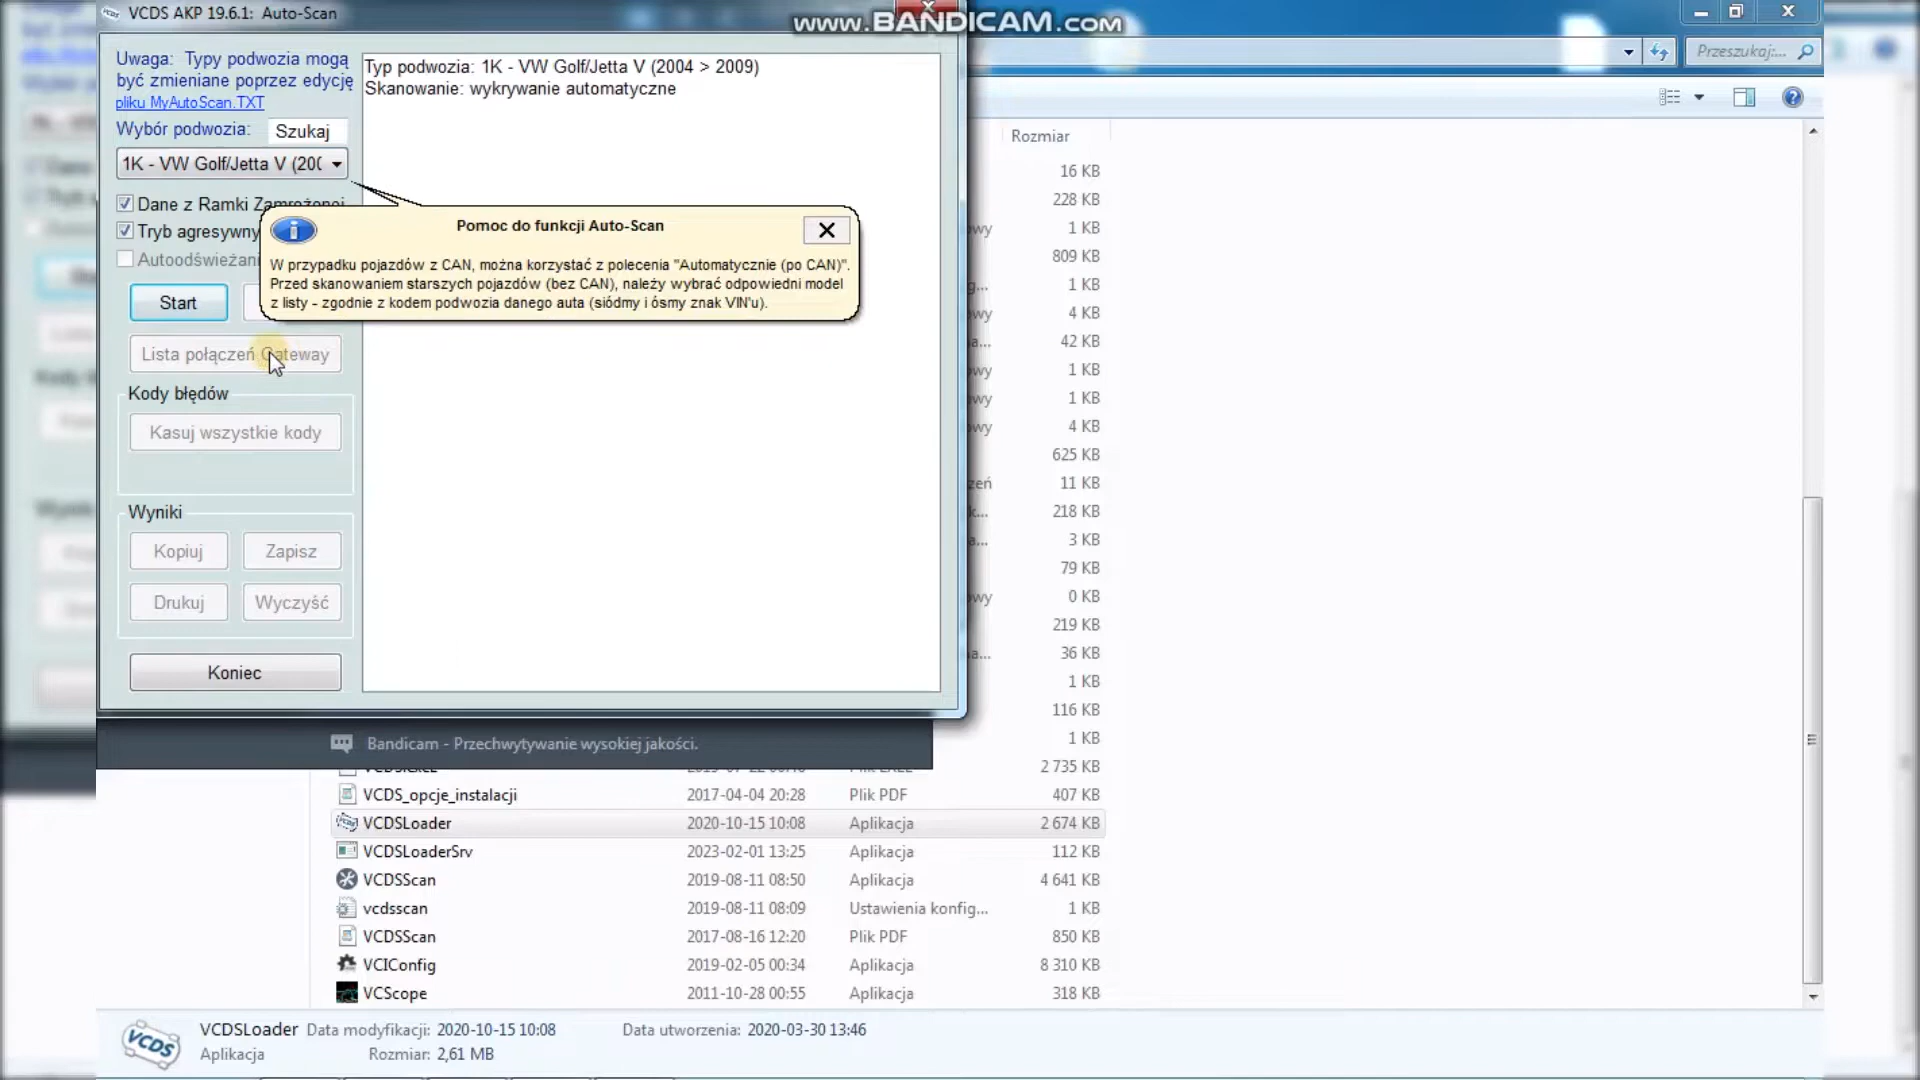 VCDS AKP 19.6.1: Auto-Scan
www.BANDICAM.com
Uwaga: Typy podwozia mogą
być zmieniane poprzez edycję
pliku MyAutoScan.TXT
Wybór podwozia:
Szukaj
1K - VW Golf/Jetta V (200
Dane z Ramki Zamrożonej
Tryb agresywny
Autoodświeżani
Start
Lista połączeń Gateway
Kody błędów
Kasuj wszystkie kody
Wyniki
Kopiuj
Zapisz
Drukuj
Wyczyść
Koniec
Typ podwozia: 1K - VW Golf/Jetta V (2004 > 2009)
Skanowanie: wykrywanie automatyczne
Pomoc do funkcji Auto-Scan
W przypadku pojazdów z CAN, można korzystać z polecenia "Automatycznie (po CAN)".
Przed skanowaniem starszych pojazdów (bez CAN), należy wybrać odpowiedni model
z listy - zgodnie z kodem podwozia danego auta (siódmy i ósmy znak VIN'u).
Przeszukaj:...
Rozmiar
16 KB
228 KB
owy 1 KB
809 KB
g... 1 KB
owy 4 KB
a... 42 KB
owy 1 KB
owy 1 KB
owy 4 KB
625 KB
zeń 11 KB
k... 218 KB
a... 3 KB
79 KB
owy 0 KB
219 KB
a... 36 KB
1 KB
116 KB
1 KB
Bandicam - Przechwytywanie wysokiej jakości.
2 735 KB
VCDS_opcje_instalacji 2017-04-04 20:28 Plik PDF 407 KB
VCDSLoader 2020-10-15 10:08 Aplikacja 2 674 KB
VCDSLoaderSrv 2023-02-01 13:25 Aplikacja 112 KB
VCDSScan 2019-08-11 08:50 Aplikacja 4 641 KB
vcdsscan 2019-08-11 08:09 Ustawienia konfig... 1 KB
VCDSScan 2017-08-16 12:20 Plik PDF 850 KB
VCIConfig 2019-02-05 00:34 Aplikacja 8 310 KB
VCScope 2011-10-28 00:55 Aplikacja 318 KB
VCDS
VCDSLoader Data modyfikacji: 2020-10-15 10:08 Data utworzenia: 2020-03-30 13:46
Aplikacja Rozmiar: 2,61 MB